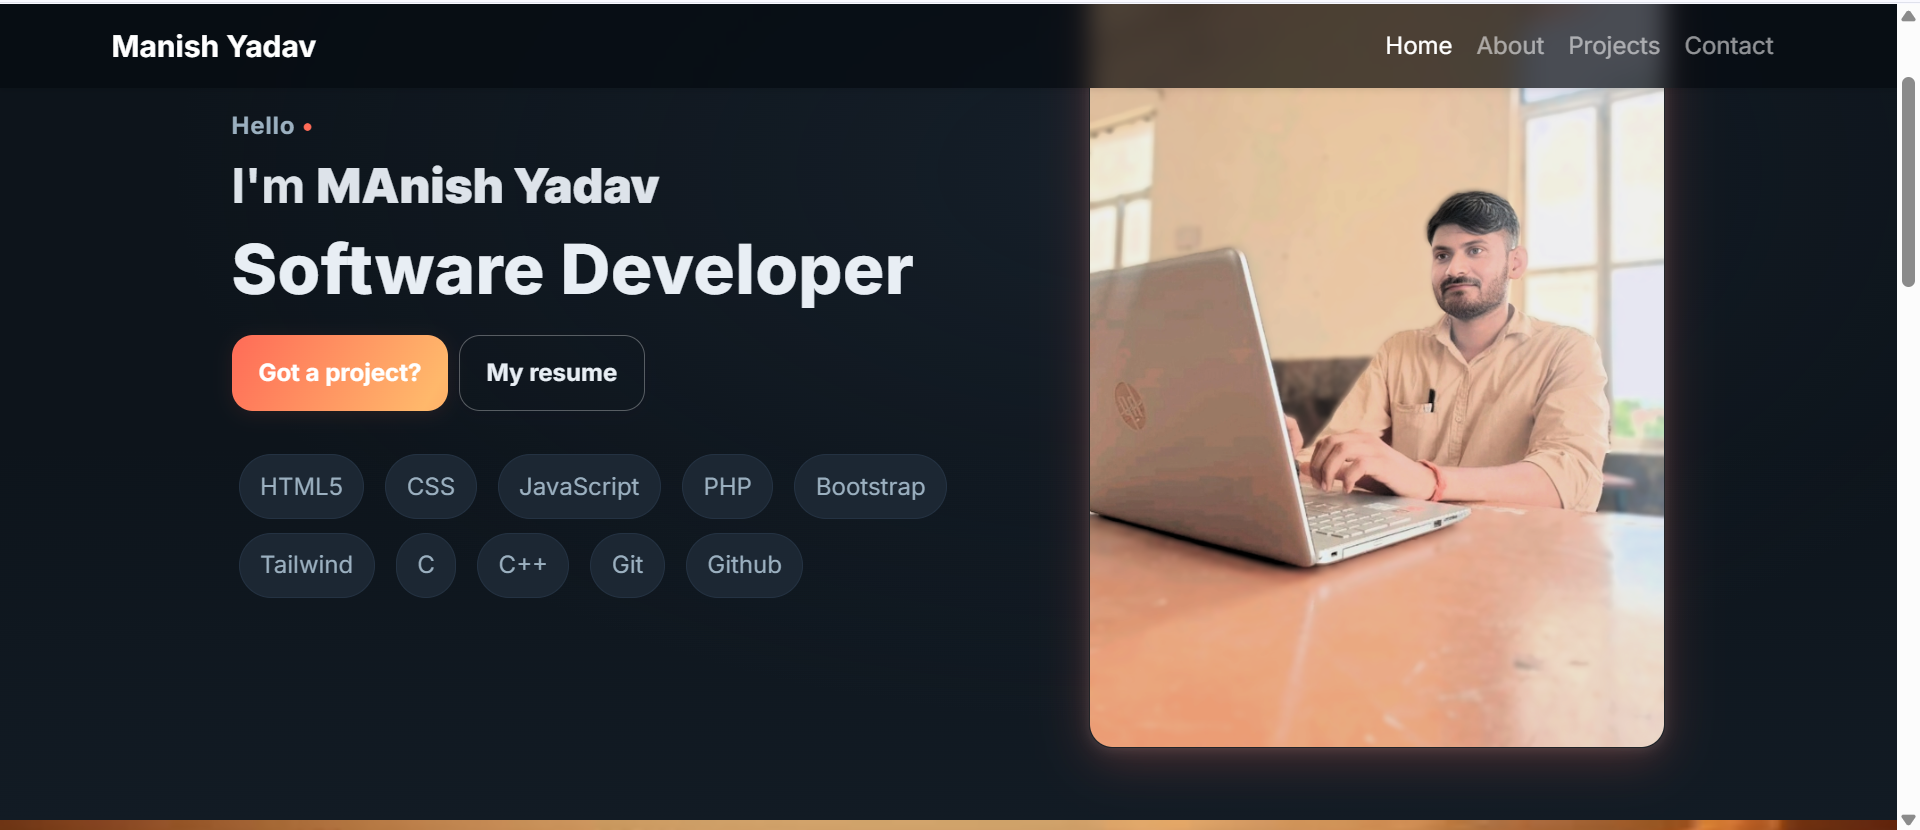 Manish Yadav
Home About Projects Contact
Hello
I'm MAnish Yadav
Software Developer
Got a project? My resume
HTML5 CSS JavaScript PHP Bootstrap
Tailwind C C++ Git Github
hp